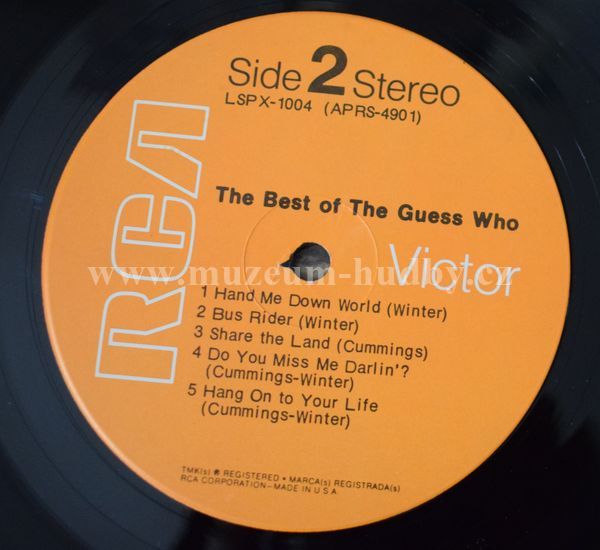 Side 2 Stereo
LSPX-1004 (APRS-4901)
RCA
The Best of The Guess Who
Victor
www.muzeum-hudby.cz
1 Hand Me Down World (Winter)
2 Bus Rider (Winter)
3 Share the Land (Cummings)
4 Do You Miss Me Darlin'?
(Cummings-Winter)
5 Hang On to Your Life
(Cummings-Winter)
TMK(s) ® REGISTERED • MARCA(s) REGISTRADA(s)
RCA CORPORATION–MADE IN U.S.A.